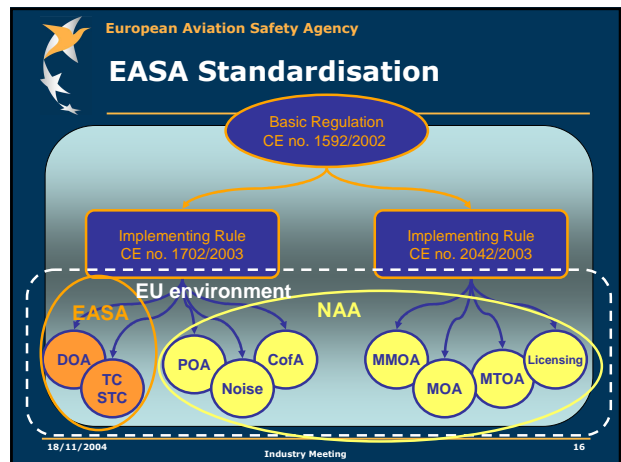 European Aviation Safety Agency
EASA Standardisation
Basic Regulation
CE no. 1592/2002
Implementing Rule
CE no. 1702/2003
Implementing Rule
CE no. 2042/2003
EU environment
EASA
NAA
DOA
TC
STC
POA
Noise
CofA
MMOA
MOA
MTOA
Licensing
18/11/2004
Industry Meeting
16